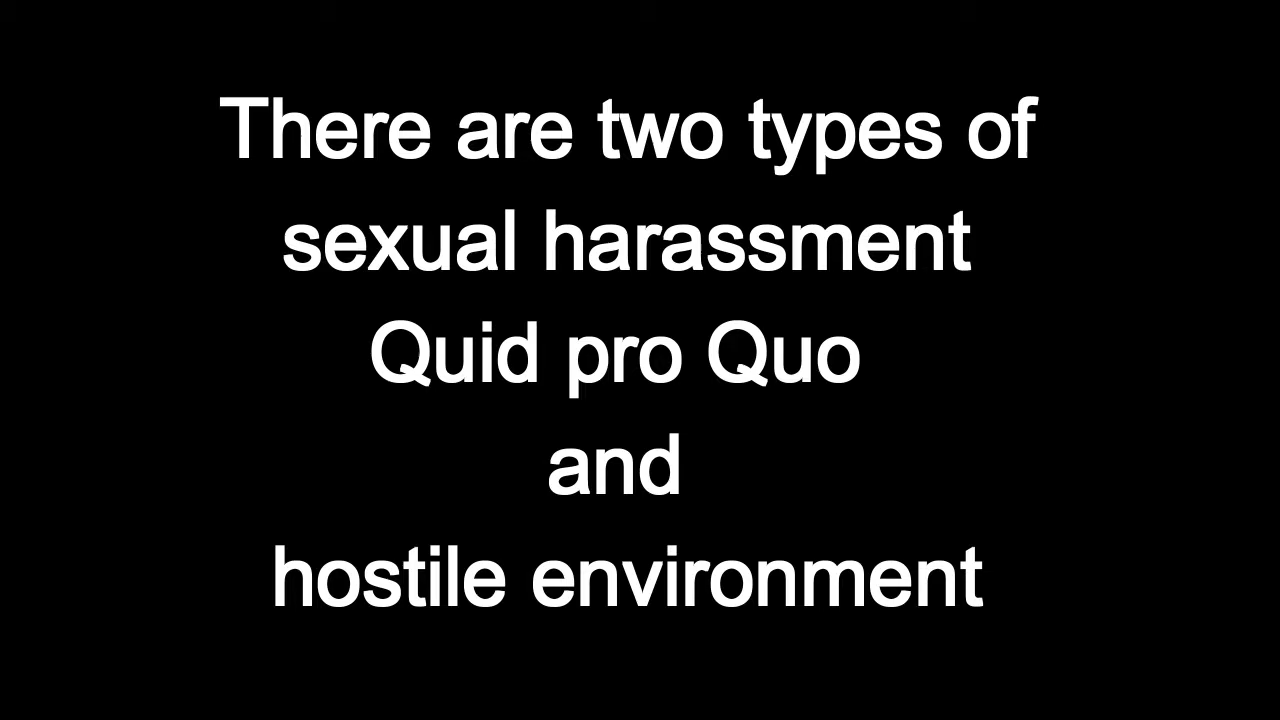 There are two types of
sexual harassment
Quid pro Quo
and
hostile environment